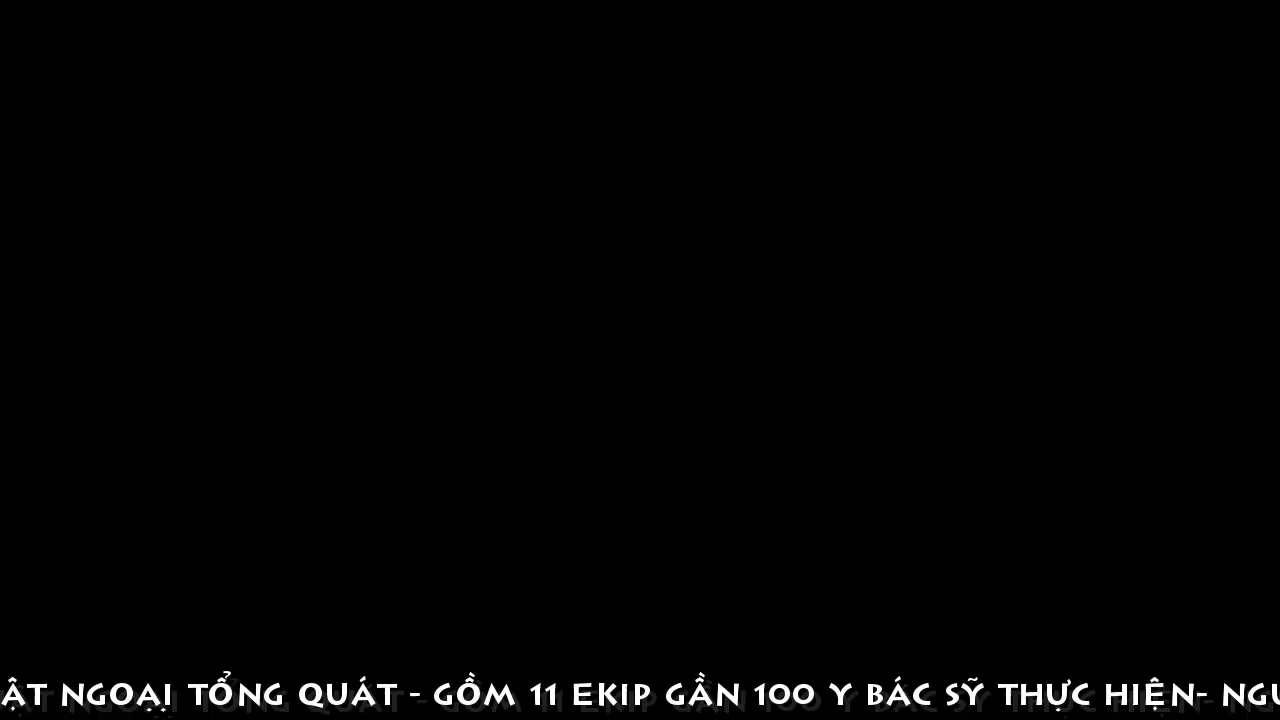 ẬT NGOẠI TỔNG QUÁT - GỒM 11 EKIP GẦN 100 Y BÁC SỸ THỰC HIỆN- NGU